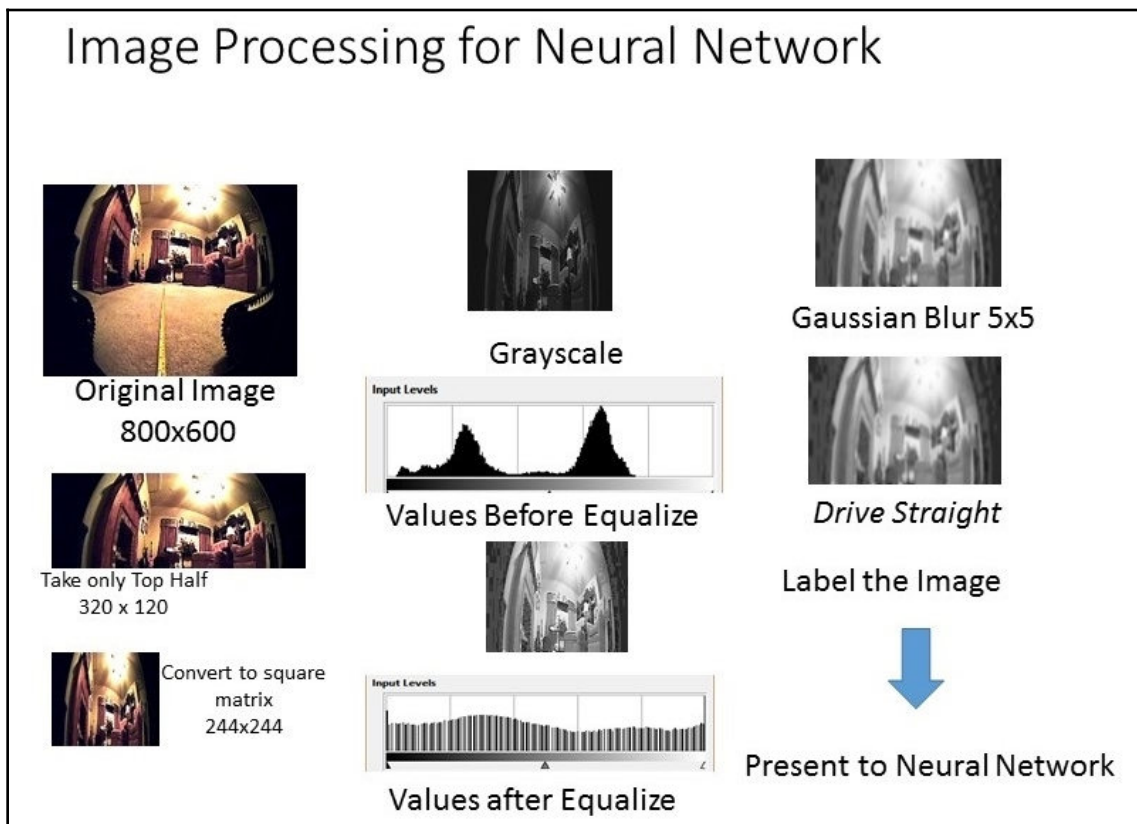 Image Processing for Neural Network
Original Image
800x600
Take only Top Half
320 x 120
Convert to square
matrix
244x244
Grayscale
Input Levels
Values Before Equalize
Input Levels
Values after Equalize
Gaussian Blur 5x5
Drive Straight
Label the Image
Present to Neural Network